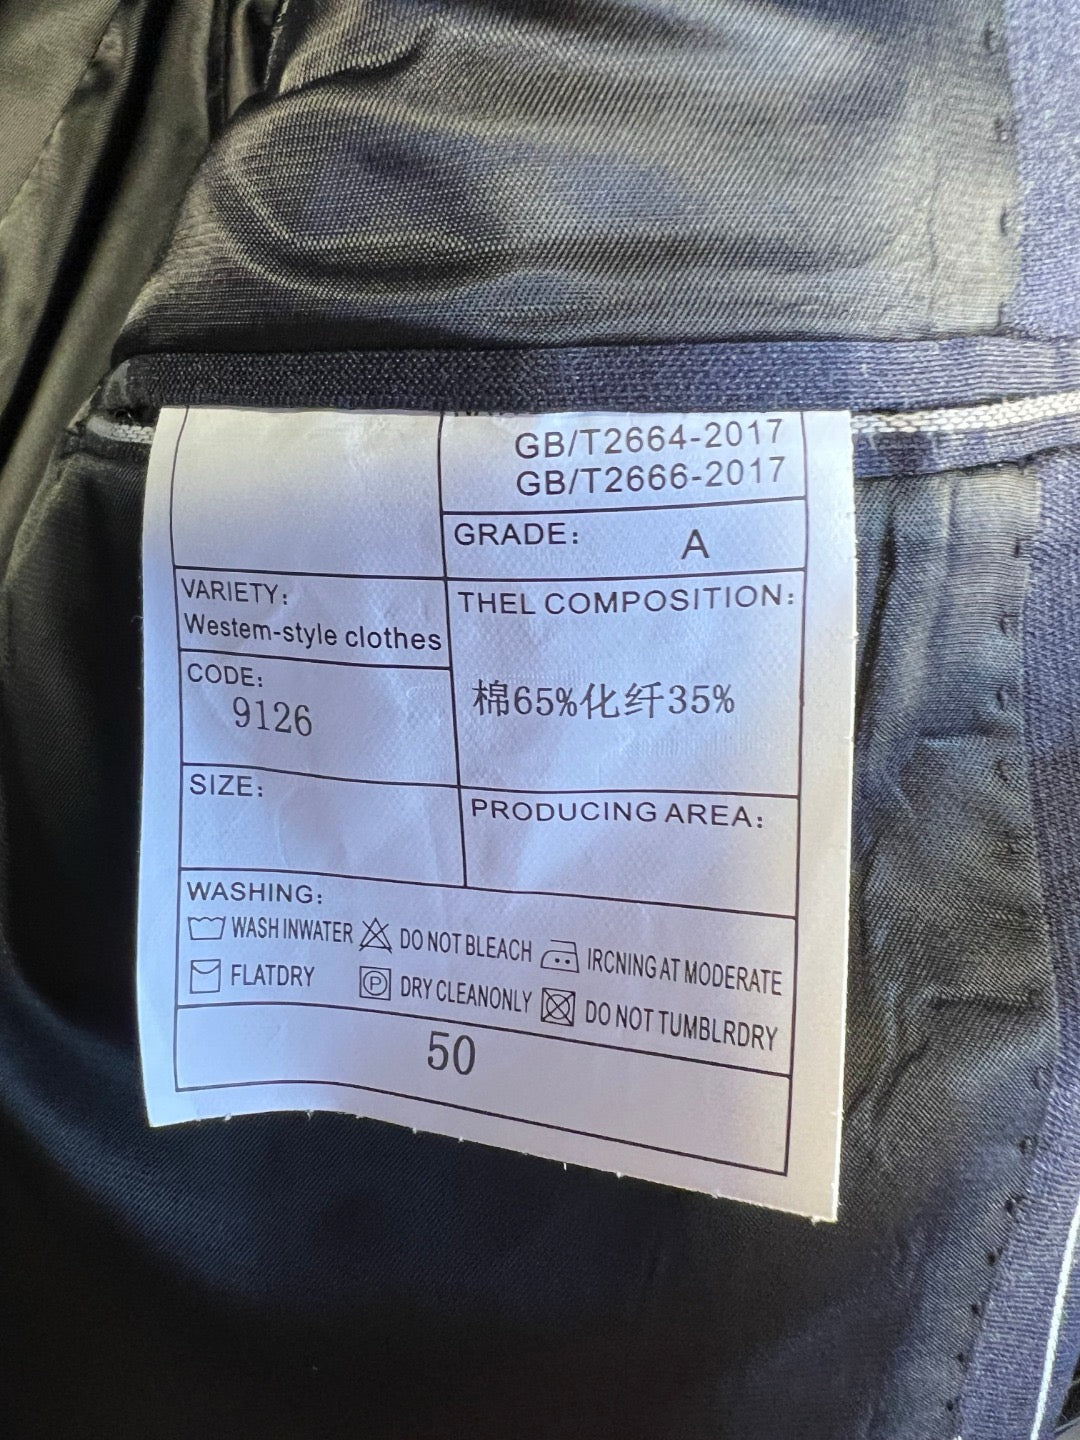 GB/T2664-2017
GB/T2666-2017
GRADE: A
VARIETY:
Westem-style clothes
THEL COMPOSITION:
棉65%化纤35%
CODE:
9126
SIZE:
PRODUCING AREA:
WASHING:
WASH INWATER DO NOT BLEACH IRCNING AT MODERATE
FLATDRY P DRY CLEANONLY DO NOT TUMBLRDRY
50